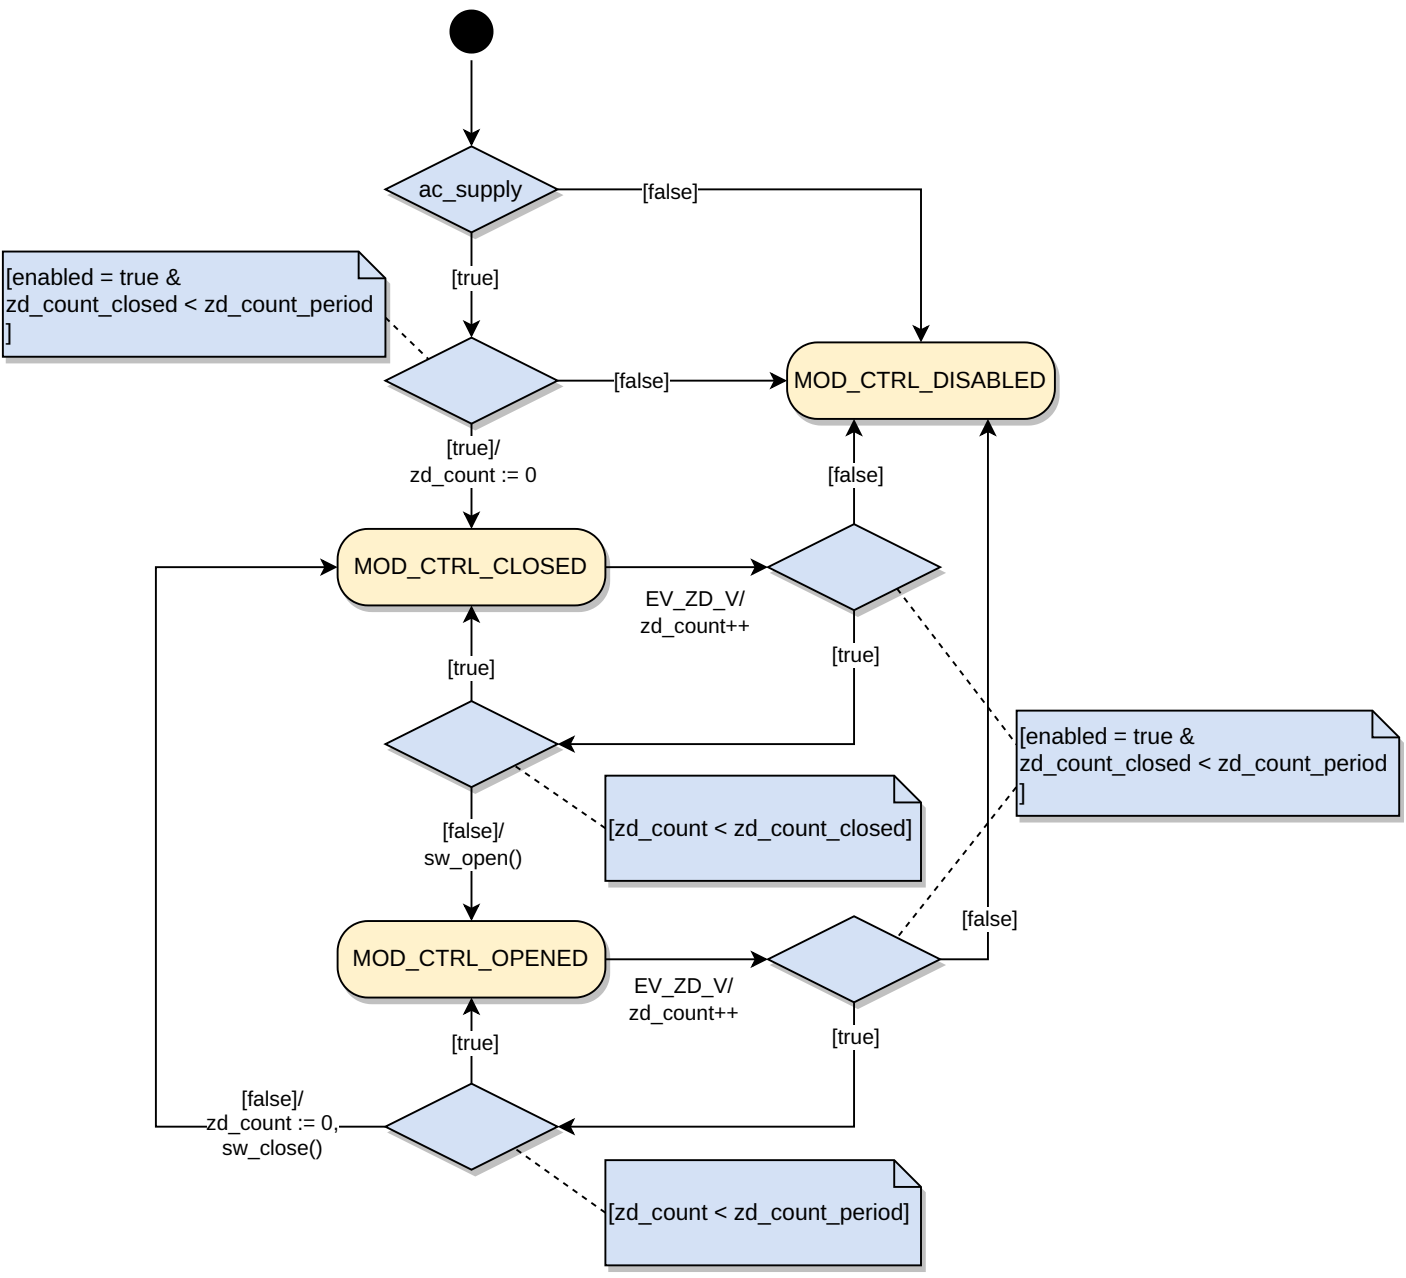 ac_supply
[false]
[true]
[enabled = true &
zd_count_closed < zd_count_period
]
[false]
MOD_CTRL_DISABLED
[true]/
zd_count := 0
[false]
MOD_CTRL_CLOSED
EV_ZD_V/
zd_count++
[true]
[true]
[enabled = true &
zd_count_closed < zd_count_period
]
[false]/
sw_open()
[zd_count < zd_count_closed]
[false]
MOD_CTRL_OPENED
EV_ZD_V/
zd_count++
[true]
[true]
[false]/
zd_count := 0,
sw_close()
[zd_count < zd_count_period]